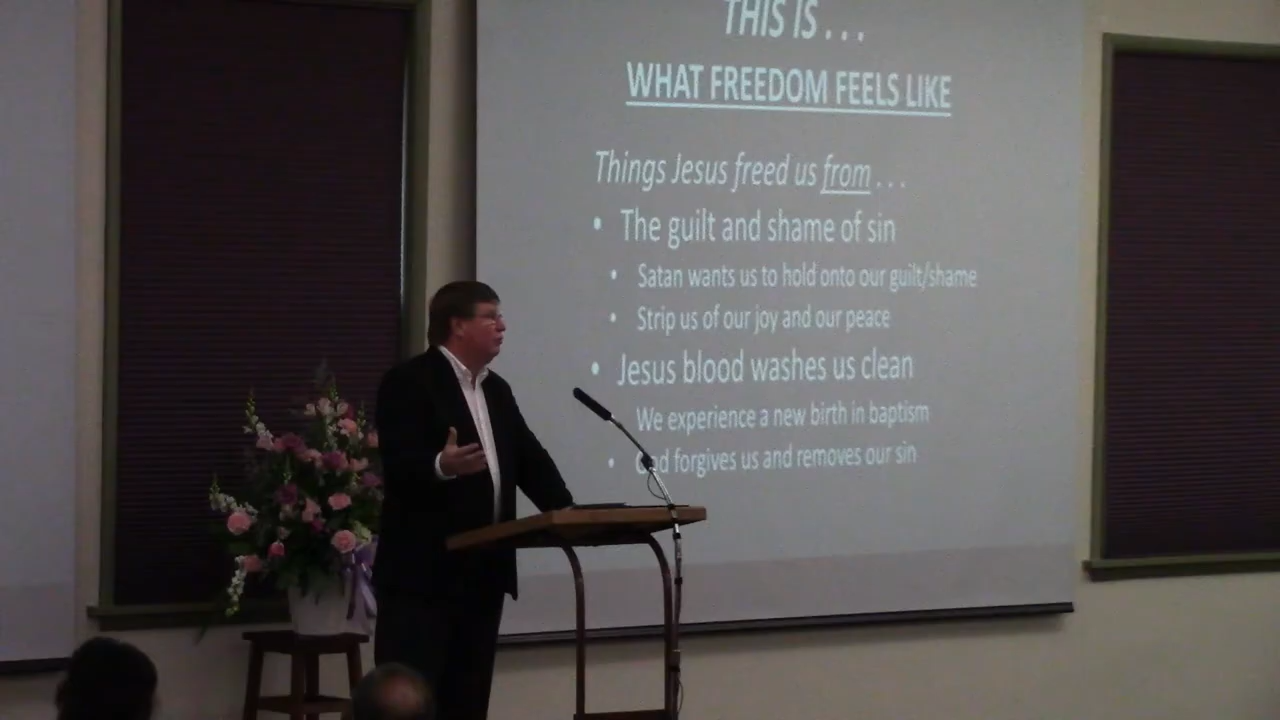 THIS IS . . .
WHAT FREEDOM FEELS LIKE
Things Jesus freed us from . . .
• The guilt and shame of sin
• Satan wants us to hold onto our guilt/shame
• Strip us of our joy and our peace
• Jesus blood washes us clean
We experience a new birth in baptism
• God forgives us and removes our sin